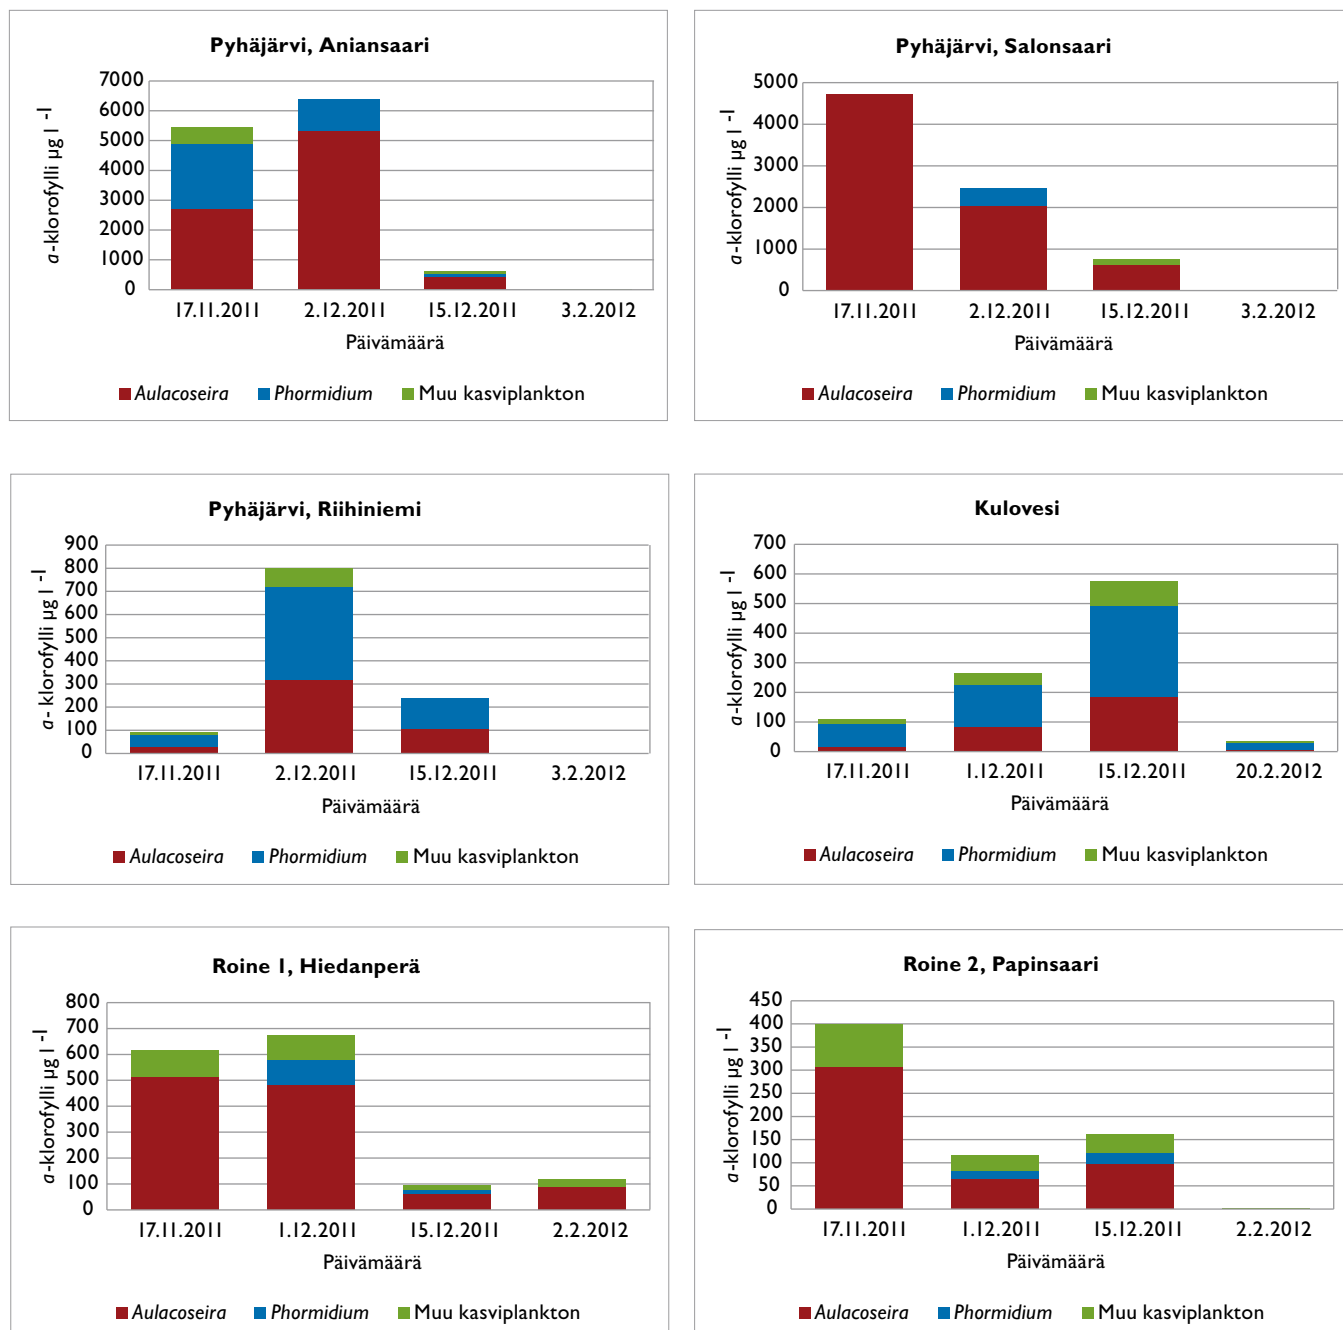 Pyhäjärvi, Aniansaari
7000
6000
5000
4000
3000
2000
1000
0
a-klorofylli µg l -l
17.11.2011 2.12.2011 15.12.2011 3.2.2012
Päivämäärä
Aulacoseira Phormidium Muu kasviplankton
Pyhäjärvi, Salonsaari
5000
4000
3000
2000
1000
0
a-klorofylli µg l -l
17.11.2011 2.12.2011 15.12.2011 3.2.2012
Päivämäärä
Aulacoseira Phormidium Muu kasviplankton
Pyhäjärvi, Riihiniemi
900
800
700
600
500
400
300
200
100
0
a- klorofylli µg l -l
17.11.2011 2.12.2011 15.12.2011 3.2.2012
Päivämäärä
Aulacoseira Phormidium Muu kasviplankton
Kulovesi
700
600
500
400
300
200
100
0
a-klorofylli µg l -l
17.11.2011 1.12.2011 15.12.2011 20.2.2012
Päivämäärä
Aulacoseira Phormidium Muu kasviplankton
Roine 1, Hiedanperä
800
700
600
500
400
300
200
100
0
a-klorofylli µg l -l
17.11.2011 1.12.2011 15.12.2011 2.2.2012
Päivämäärä
Aulacoseira Phormidium Muu kasviplankton
Roine 2, Papinsaari
450
400
350
300
250
200
150
100
50
0
a-klorofylli µg l -l
17.11.2011 1.12.2011 15.12.2011 2.2.2012
Päivämäärä
Aulacoseira Phormidium Muu kasviplankton